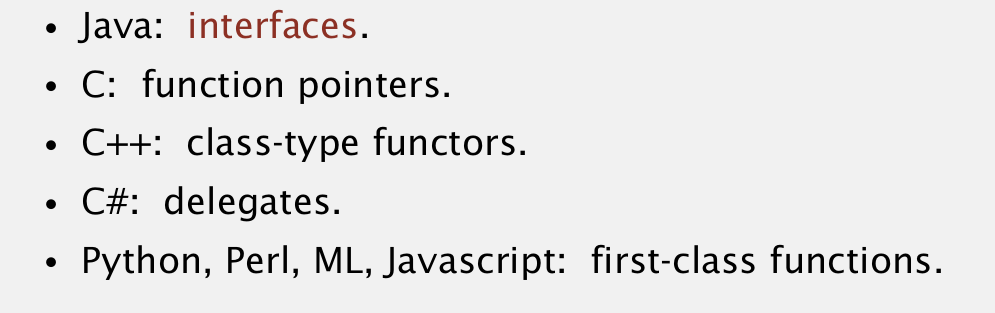 • Java: interfaces.
• C: function pointers.
• C++: class-type functors.
• C#: delegates.
• Python, Perl, ML, Javascript: first-class functions.